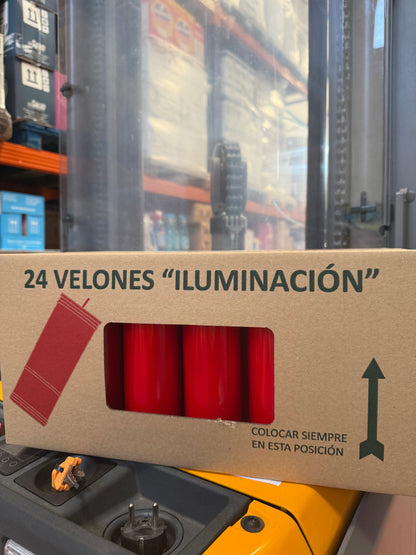 24 VELONES “ILUMINACIÓN”
COLOCAR SIEMPRE
EN ESTA POSICIÓN